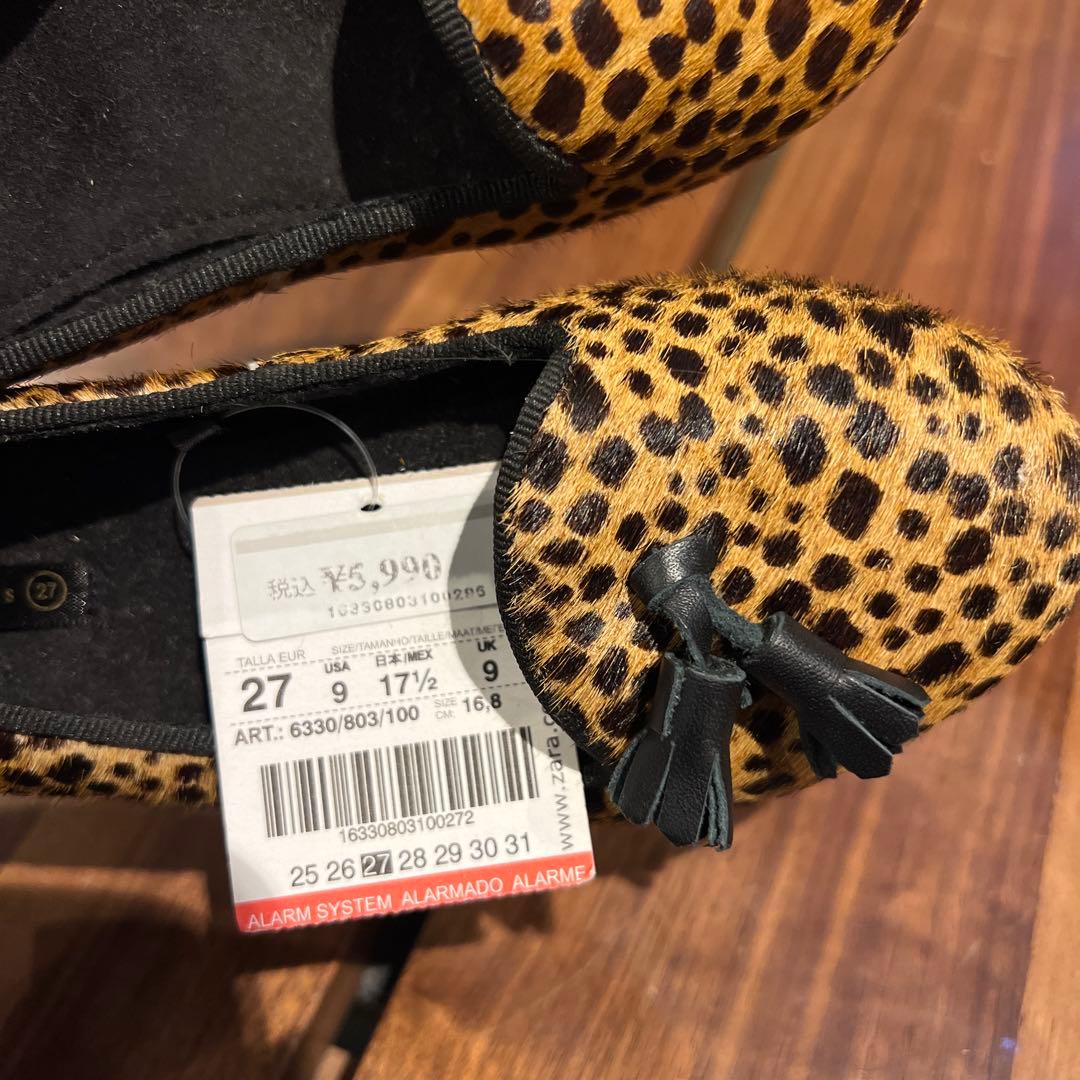 税込 ¥5,990
16330803100286
TALLA EUR
27
SIZE/TAMANHO/TAILLE/MAAT/ΜΕΓΕ
USA
9
日本/MEX
17½
UK
9
ART.: 6330/803/100
SIZE CM: 16,8
16330803100272
25 26 27 28 29 30 31
www.zara.c
ALARM SYSTEM ALARMADO ALARME
s 27